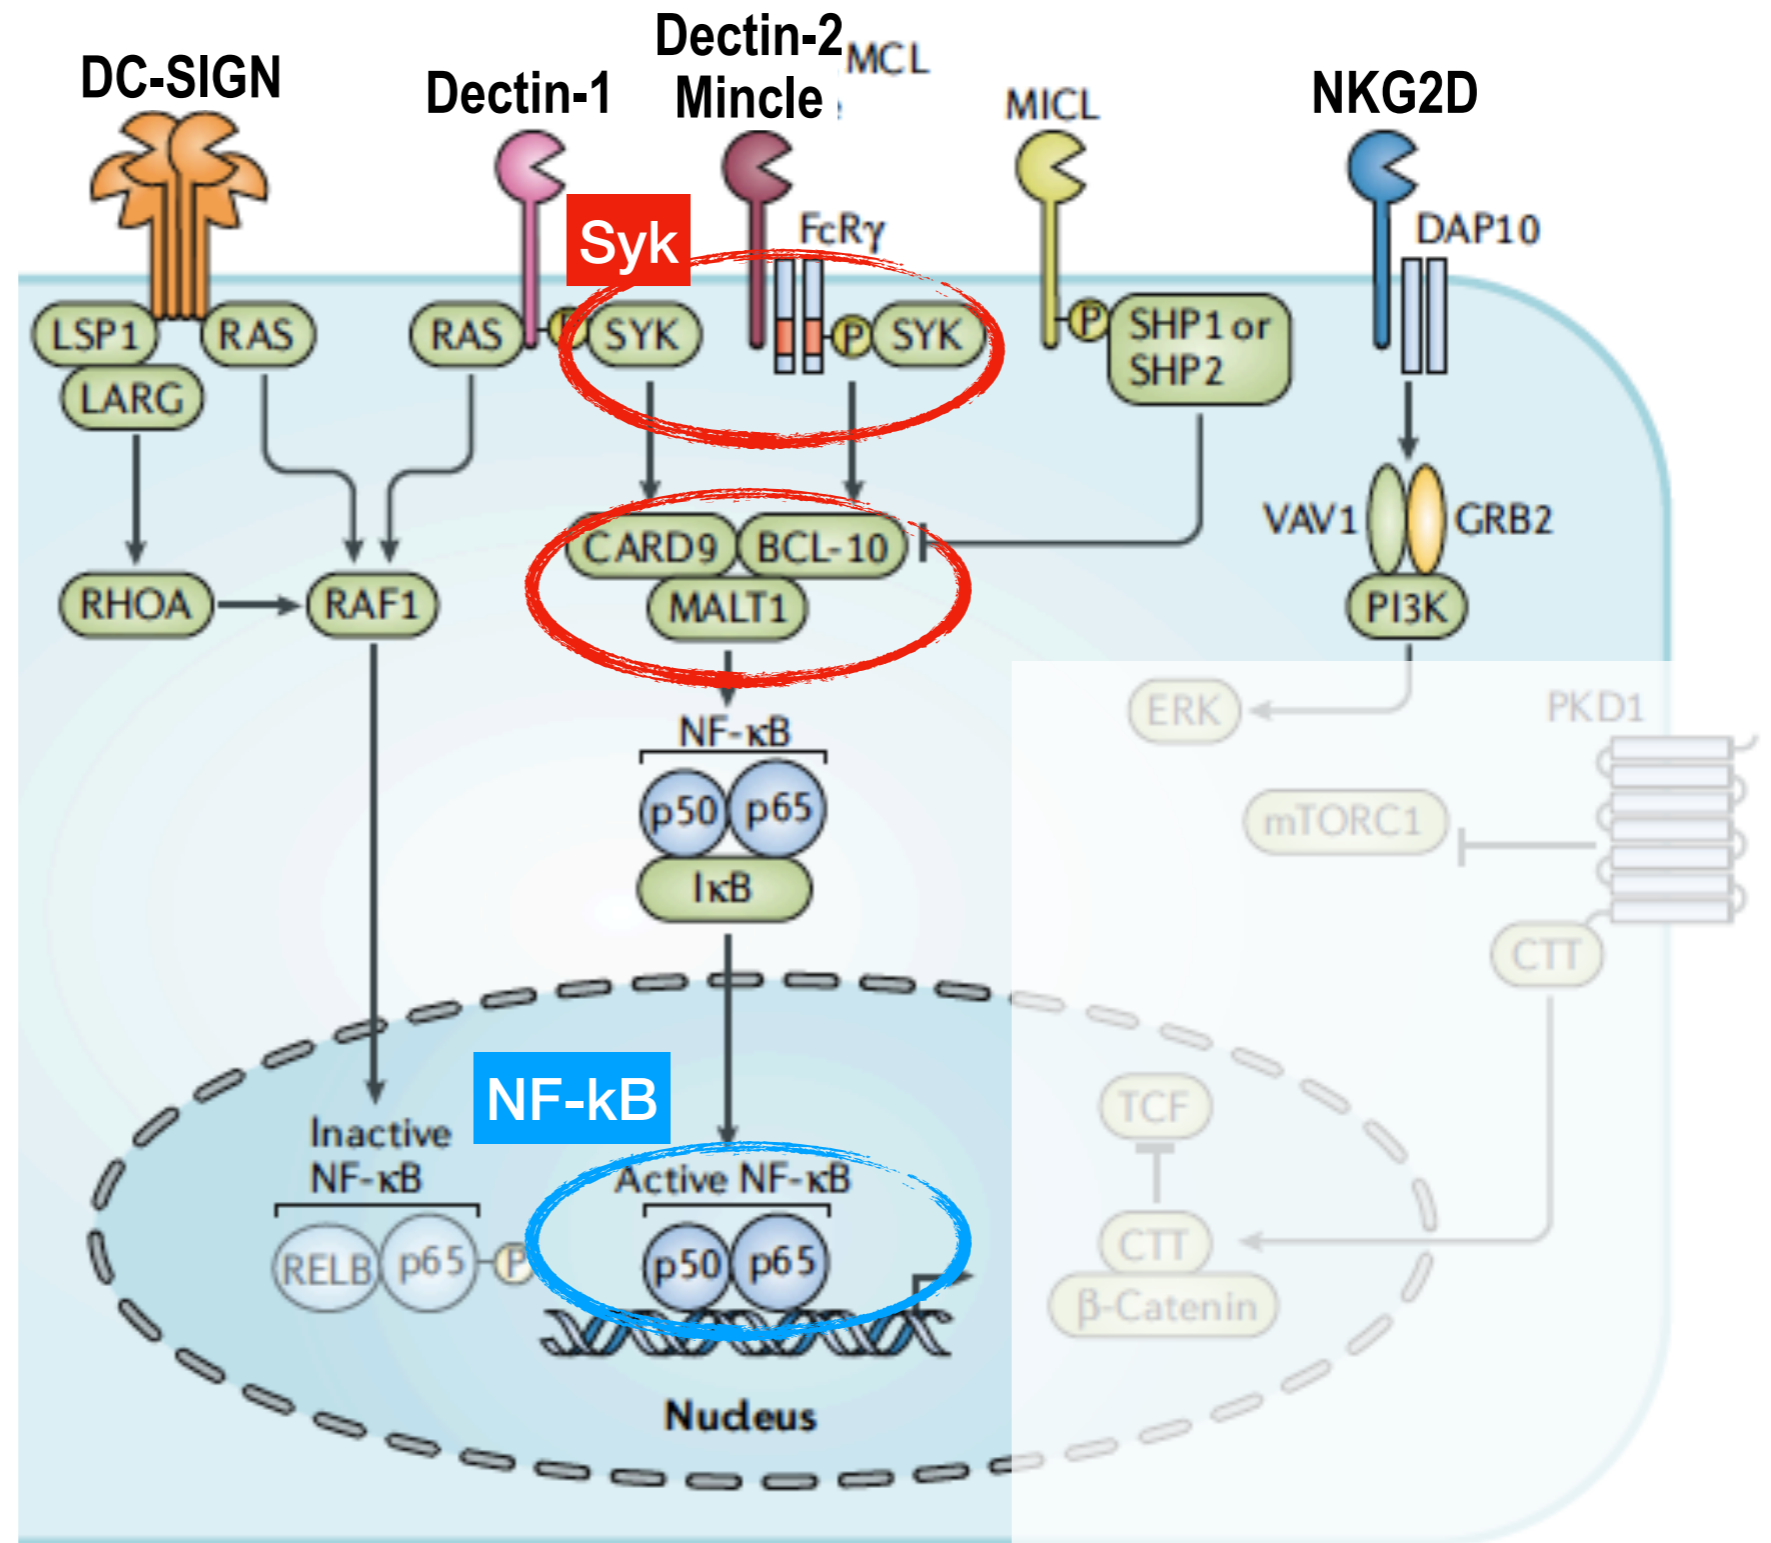 DC-SIGN
Dectin-1
Dectin-2
Mincle
MCL
MICL
NKG2D
Syk
FcRγ
DAP10
LSP1
RAS
LARG
RAS
P
SYK
P
SYK
P
SHP1 or
SHP2
VAV1
GRB2
CARD9
BCL-10
MALT1
RHOA
RAF1
PI3K
NF-κB
p50
p65
IκB
ERK
PKD1
mTORC1
CTT
NF-kB
Inactive
NF-κB
RELB
p65
P
Active NF-κB
p50
p65
TCF
CTT
β-Catenin
Nucleus